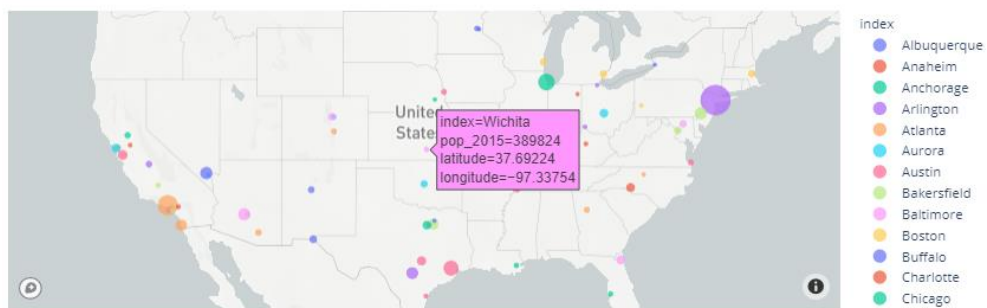 United
State
index=Wichita
pop_2015=389824
latitude=37.69224
longitude=−97.33754
index
Albuquerque
Anaheim
Anchorage
Arlington
Atlanta
Aurora
Austin
Bakersfield
Baltimore
Boston
Buffalo
Charlotte
Chicago